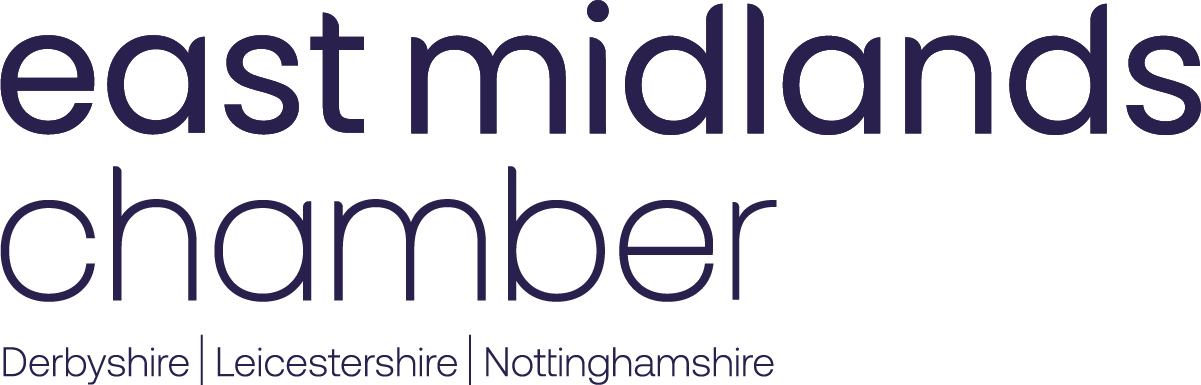 east midlands
chamber
Derbyshire | Leicestershire | Nottinghamshire